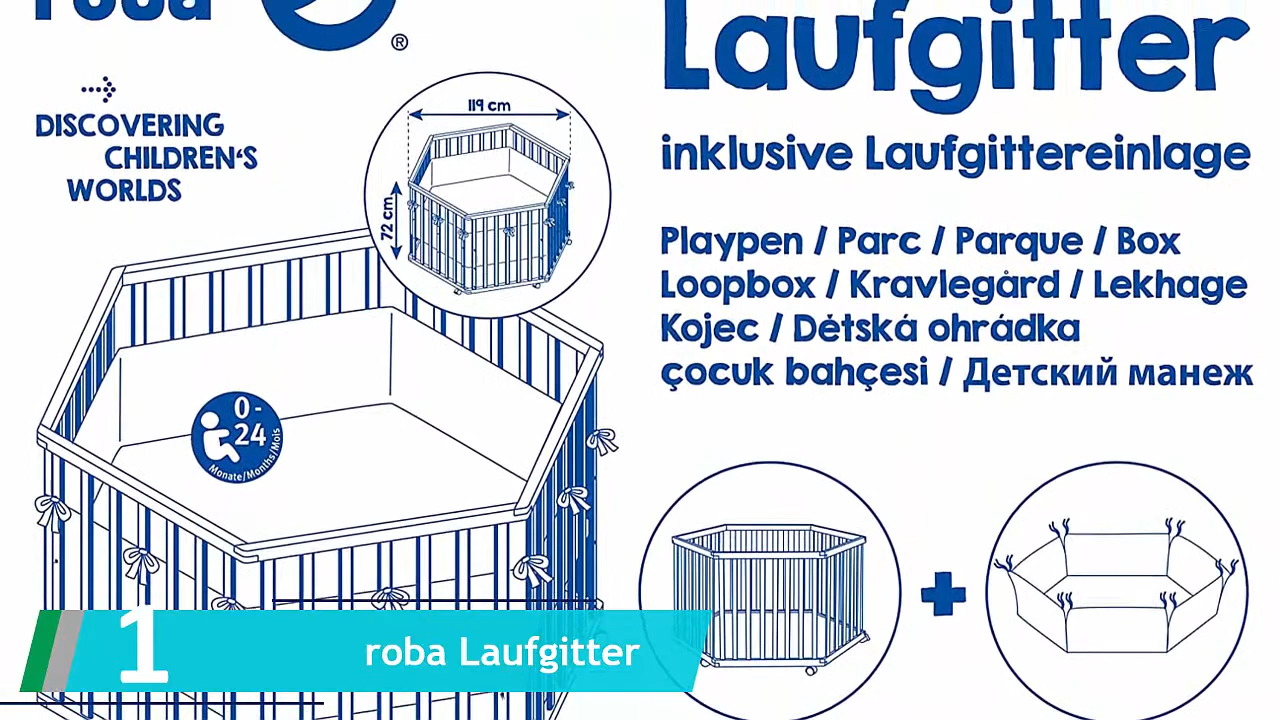 roba
®
DISCOVERING
CHILDREN'S
WORLDS
119 cm
72 cm
0 -
24
Monate/Months/Mois
Laufgitter
inklusive Laufgittereinlage
Playpen / Parc / Parque / Box
Loopbox / Kravlegård / Lekhage
Kojec / Dětská ohrádka
çocuk bahçesi / Детский манеж
1
roba Laufgitter